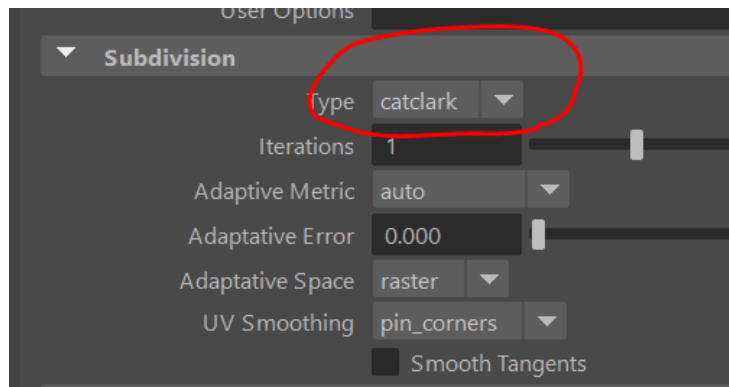 User Options
Subdivision
Type catclark
Iterations 1
Adaptive Metric auto
Adaptative Error 0.000
Adaptative Space raster
UV Smoothing pin_corners
Smooth Tangents